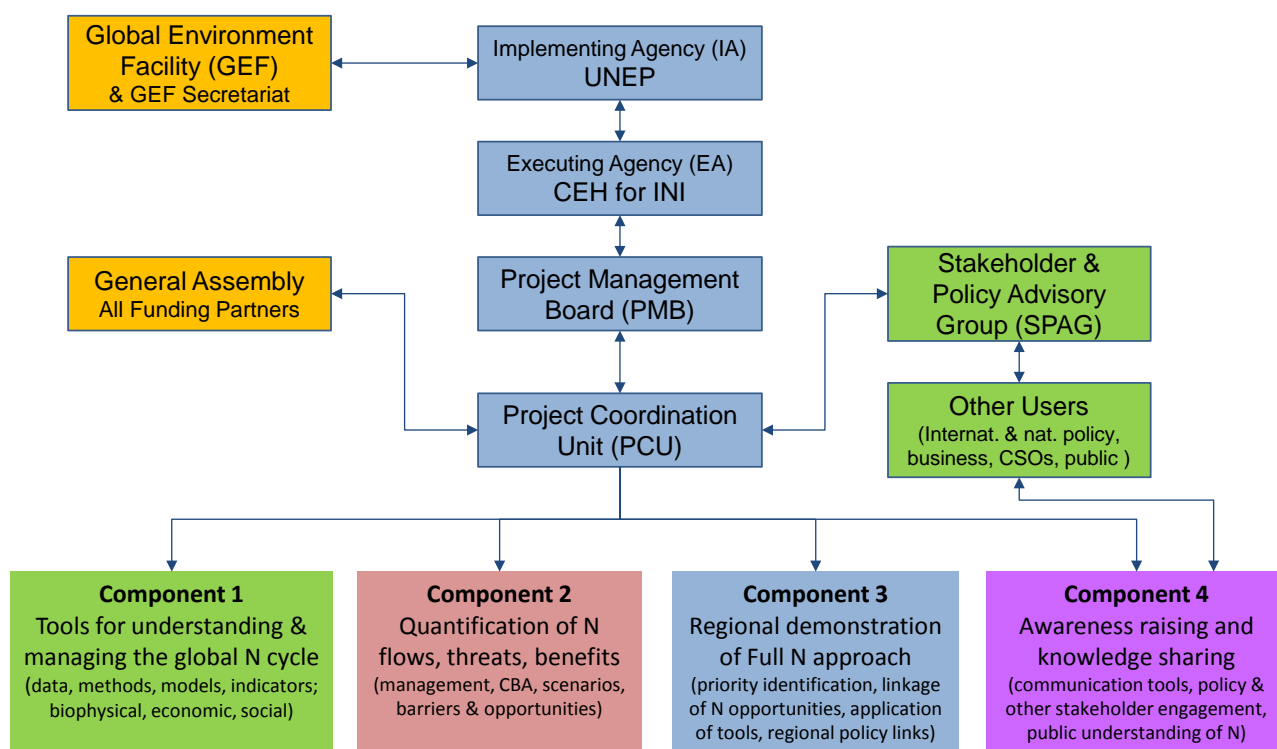 Global Environment
Facility (GEF)
& GEF Secretariat
Implementing Agency (IA)
UNEP
Executing Agency (EA)
CEH for INI
General Assembly
All Funding Partners
Project Management
Board (PMB)
Stakeholder &
Policy Advisory
Group (SPAG)
Project Coordination
Unit (PCU)
Other Users
(Internat. & nat. policy,
business, CSOs, public )
Component 1
Tools for understanding &
managing the global N cycle
(data, methods, models, indicators;
biophysical, economic, social)
Component 2
Quantification of N
flows, threats, benefits
(management, CBA, scenarios,
barriers & opportunities)
Component 3
Regional demonstration
of Full N approach
(priority identification, linkage
of N opportunities, application
of tools, regional policy links)
Component 4
Awareness raising and
knowledge sharing
(communication tools, policy &
other stakeholder engagement,
public understanding of N)